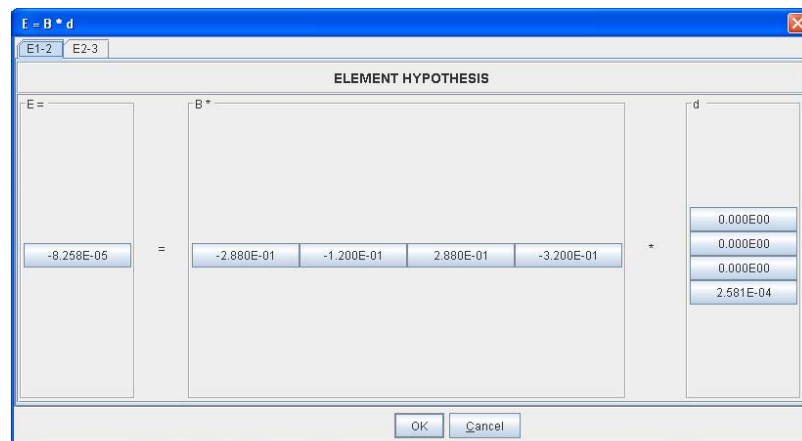 E = B * d
E1-2 E2-3
ELEMENT HYPOTHESIS
E = B * d
0.000E00
0.000E00
-8.258E-05 = -2.880E-01 -1.200E-01 2.880E-01 -3.200E-01 *
0.000E00
2.581E-04
OK Cancel